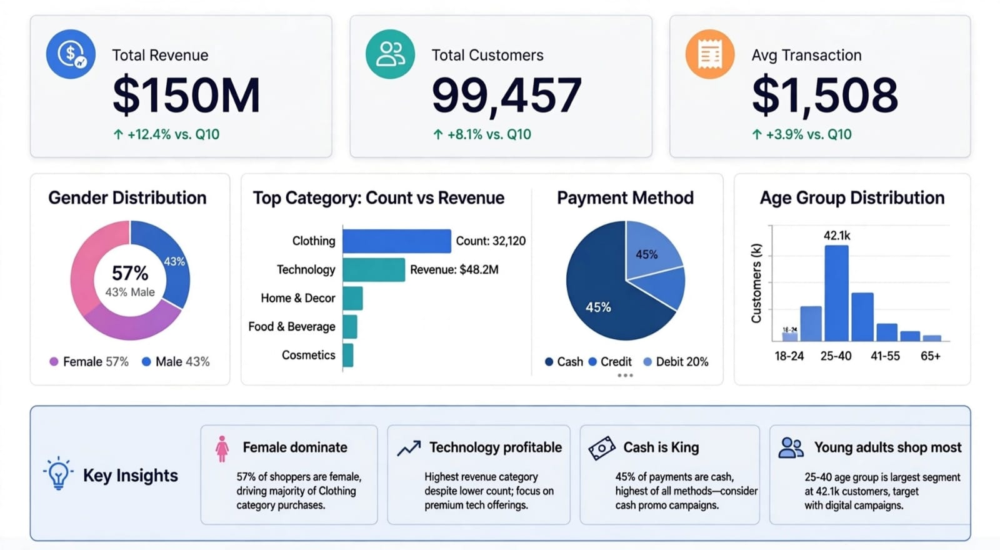 Total Revenue
$150M
↑ +12.4% vs. Q10
Total Customers
99,457
↑ +8.1% vs. Q10
Avg Transaction
$1,508
↑ +3.9% vs. Q10
Gender Distribution
43%
57%
43% Male
Female 57%
Male 43%
Top Category: Count vs Revenue
Clothing
Count: 32,120
Technology
Revenue: $48.2M
Home & Decor
Food & Beverage
Cosmetics
Payment Method
45%
45%
Cash
Credit
Debit 20%
Age Group Distribution
Customers (k)
42.1k
18-24
18-24
25-40
41-55
65+
Key Insights
Female dominate
57% of shoppers are female,
driving majority of Clothing
category purchases.
Technology profitable
Highest revenue category
despite lower count; focus on
premium tech offerings.
Cash is King
45% of payments are cash,
highest of all methods—consider
cash promo campaigns.
Young adults shop most
25-40 age group is largest segment
at 42.1k customers, target
with digital campaigns.